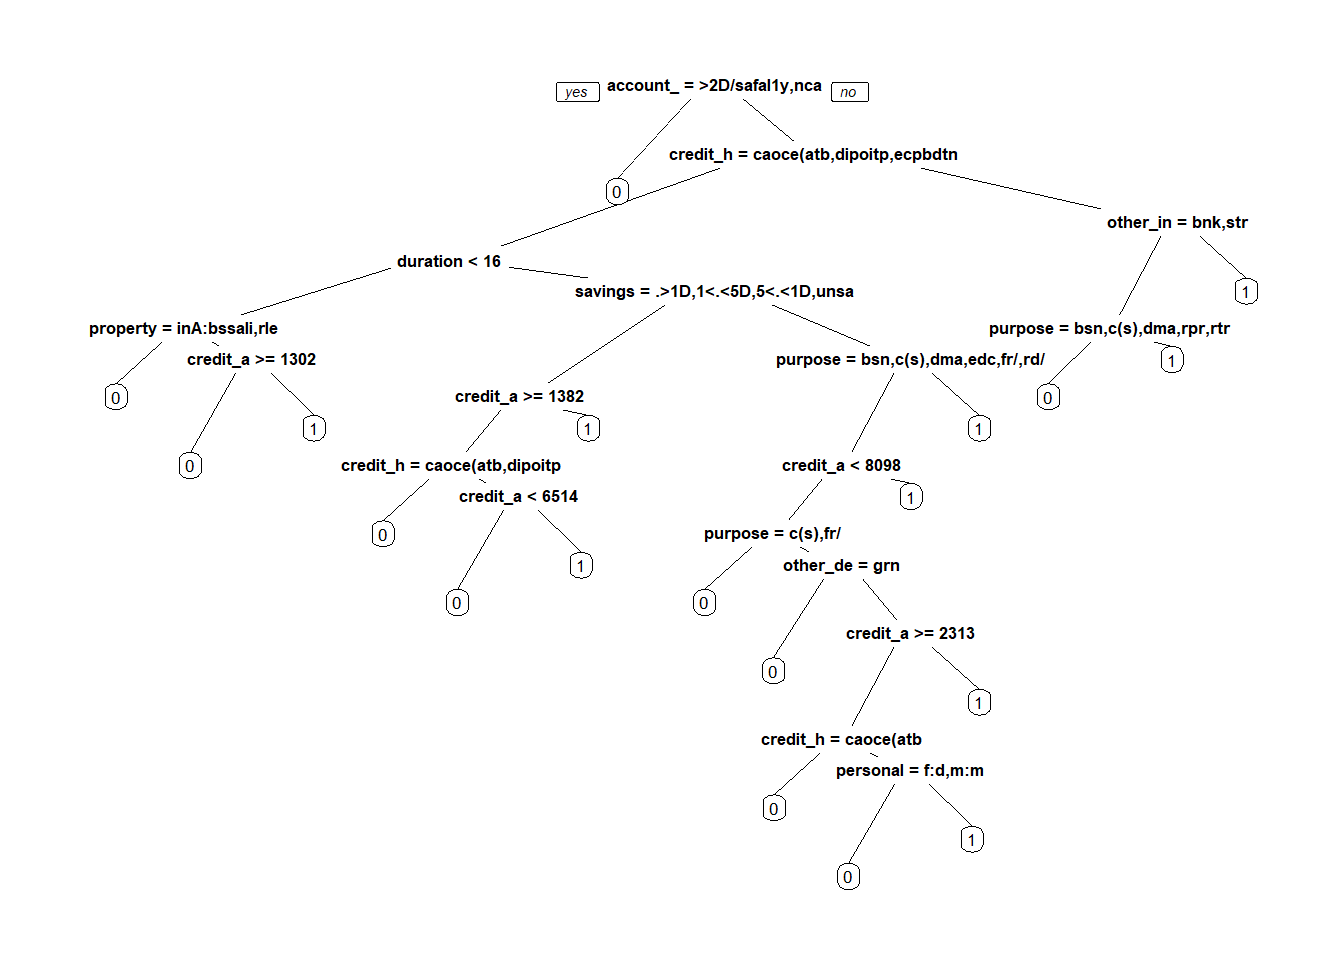 yes account_ = >2D/safal1y,nca no
credit_h = caoce(atb,dipoitp,ecpbdtn
0
other_in = bnk,str
duration < 16
savings = .>1D,1<.<5D,5<.<1D,unsa
1
property = inA:bssali,rle
purpose = bsn,c(s),dma,rpr,rtr
credit_a >= 1302
purpose = bsn,c(s),dma,edc,fr/,rd/
1
0
credit_a >= 1382
0
1
1
1
0
credit_h = caoce(atb,dipoitp
credit_a < 8098
credit_a < 6514
1
0
purpose = c(s),fr/
1
other_de = grn
0
0
credit_a >= 2313
0
1
credit_h = caoce(atb
personal = f:d,m:m
0
1
0